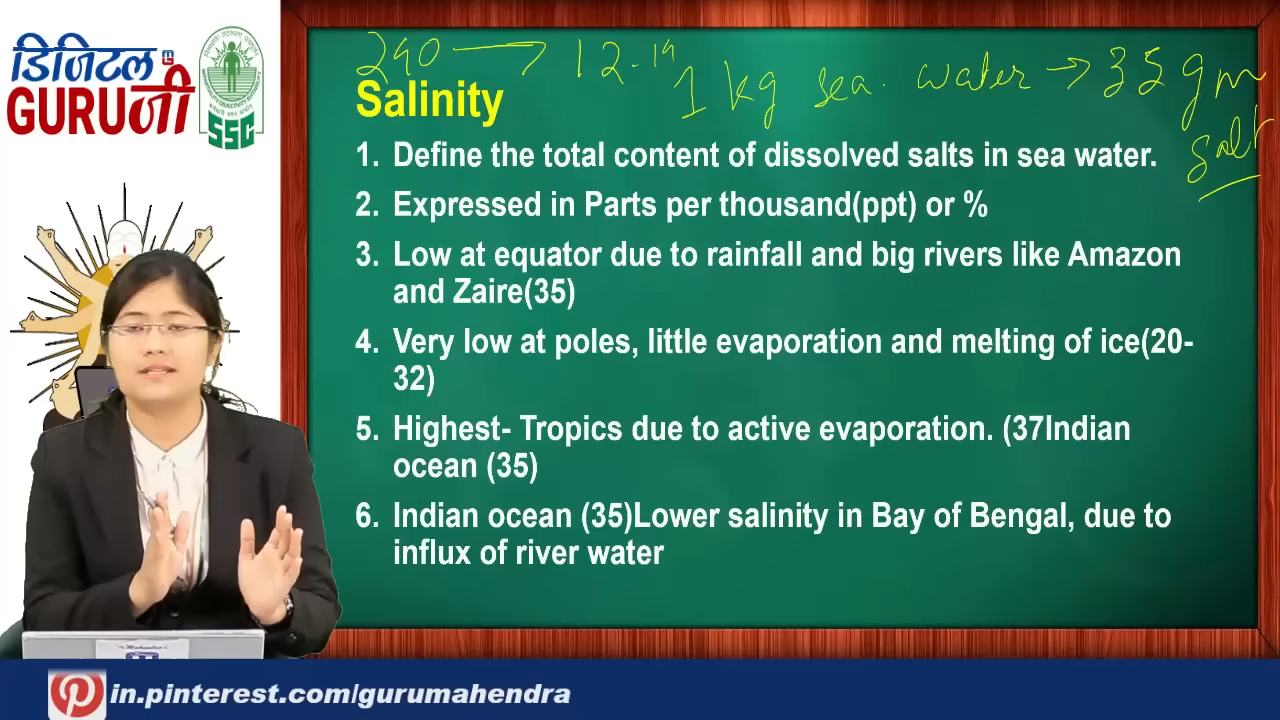 डिजिटल
GURUजी
SSC
290 → 12.19
1 kg sea water → 35 gm
salt
Salinity
1. Define the total content of dissolved salts in sea water.
2. Expressed in Parts per thousand(ppt) or %
3. Low at equator due to rainfall and big rivers like Amazon
and Zaire(35)
4. Very low at poles, little evaporation and melting of ice(20-
32)
5. Highest- Tropics due to active evaporation. (37Indian
ocean (35)
6. Indian ocean (35)Lower salinity in Bay of Bengal, due to
influx of river water
in.pinterest.com/gurumahendra